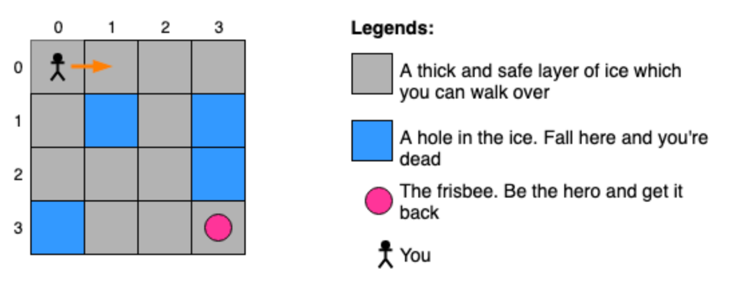 0 1 2 3
Legends:
0
A thick and safe layer of ice which
you can walk over
1
A hole in the ice. Fall here and you're
dead
2
The frisbee. Be the hero and get it
back
3
You